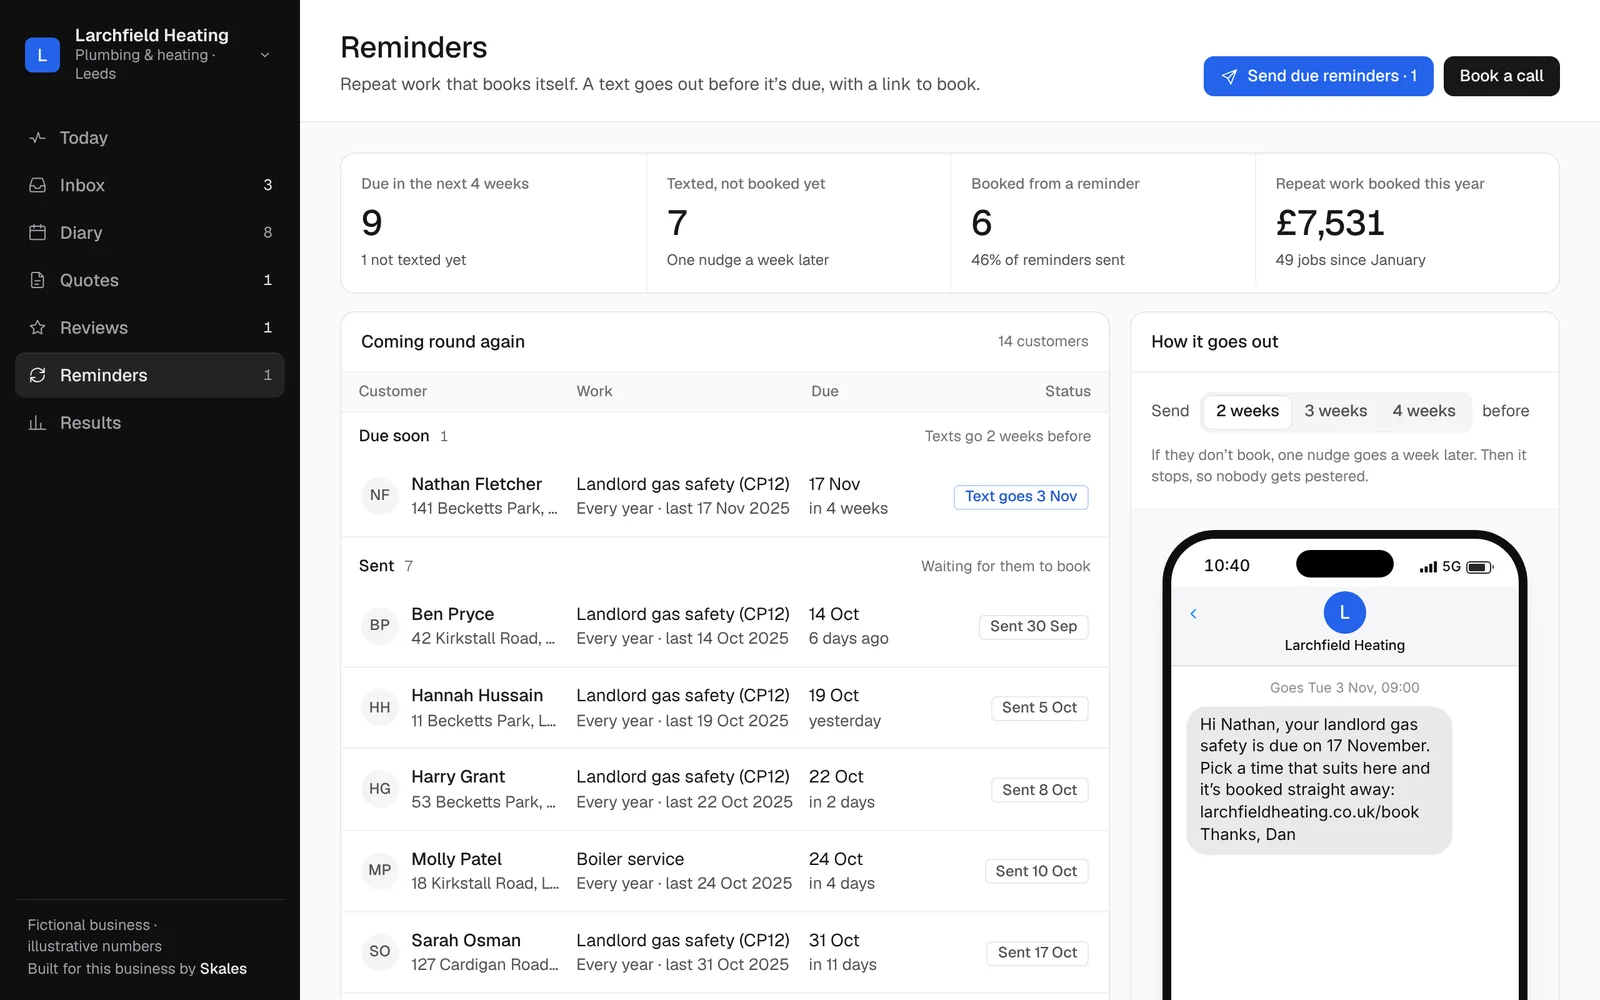 L
Larchfield Heating
Plumbing & heating ·
Leeds
Today
Inbox 3
Diary 8
Quotes 1
Reviews 1
Reminders 1
Results
Fictional business ·
illustrative numbers
Built for this business by Skales
Reminders
Repeat work that books itself. A text goes out before it’s due, with a link to book.
Send due reminders · 1
Book a call
Due in the next 4 weeks
9
1 not texted yet
Texted, not booked yet
7
One nudge a week later
Booked from a reminder
6
46% of reminders sent
Repeat work booked this year
£7,531
49 jobs since January
Coming round again 14 customers
Customer Work Due Status
Due soon 1 Texts go 2 weeks before
NF Nathan Fletcher Landlord gas safety (CP12) 17 Nov Text goes 3 Nov
141 Becketts Park, ... Every year · last 17 Nov 2025 in 4 weeks
Sent 7 Waiting for them to book
BP Ben Pryce Landlord gas safety (CP12) 14 Oct Sent 30 Sep
42 Kirkstall Road, ... Every year · last 14 Oct 2025 6 days ago
HH Hannah Hussain Landlord gas safety (CP12) 19 Oct Sent 5 Oct
11 Becketts Park, L... Every year · last 19 Oct 2025 yesterday
HG Harry Grant Landlord gas safety (CP12) 22 Oct Sent 8 Oct
53 Becketts Park, ... Every year · last 22 Oct 2025 in 2 days
MP Molly Patel Boiler service 24 Oct Sent 10 Oct
18 Kirkstall Road, L... Every year · last 24 Oct 2025 in 4 days
SO Sarah Osman Landlord gas safety (CP12) 31 Oct Sent 17 Oct
127 Cardigan Road... Every year · last 31 Oct 2025 in 11 days
How it goes out
Send 2 weeks 3 weeks 4 weeks before
If they don’t book, one nudge goes a week later. Then it
stops, so nobody gets pestered.
10:40 5G
L
Larchfield Heating
Goes Tue 3 Nov, 09:00
Hi Nathan, your landlord gas
safety is due on 17 November.
Pick a time that suits here and
it’s booked straight away:
larchfieldheating.co.uk/book
Thanks, Dan